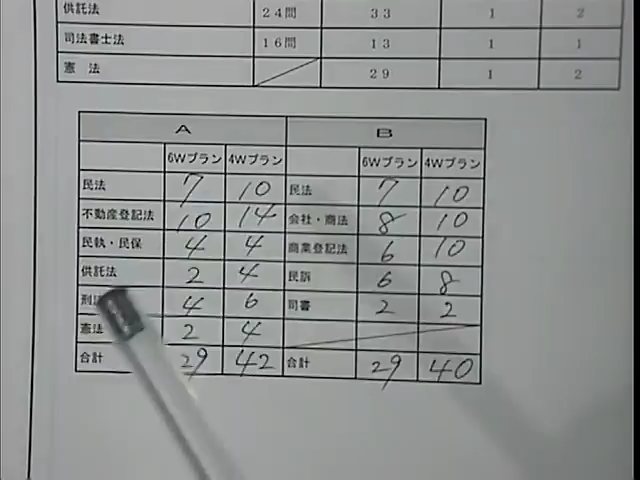 供託法 24問 33 1 2
司法書士法 16問 13 1 1
憲 法 29 1 2
A B
6Wプラン 4Wプラン 6Wプラン 4Wプラン
民法 7 10 民法 7 10
不動産登記法 10 14 会社・商法 8 10
民執・民保 4 4 商業登記法 6 10
供託法 2 4 民訴 6 8
刑 4 6 司書 2 2
憲法 2 4
合計 29 42 合計 29 40